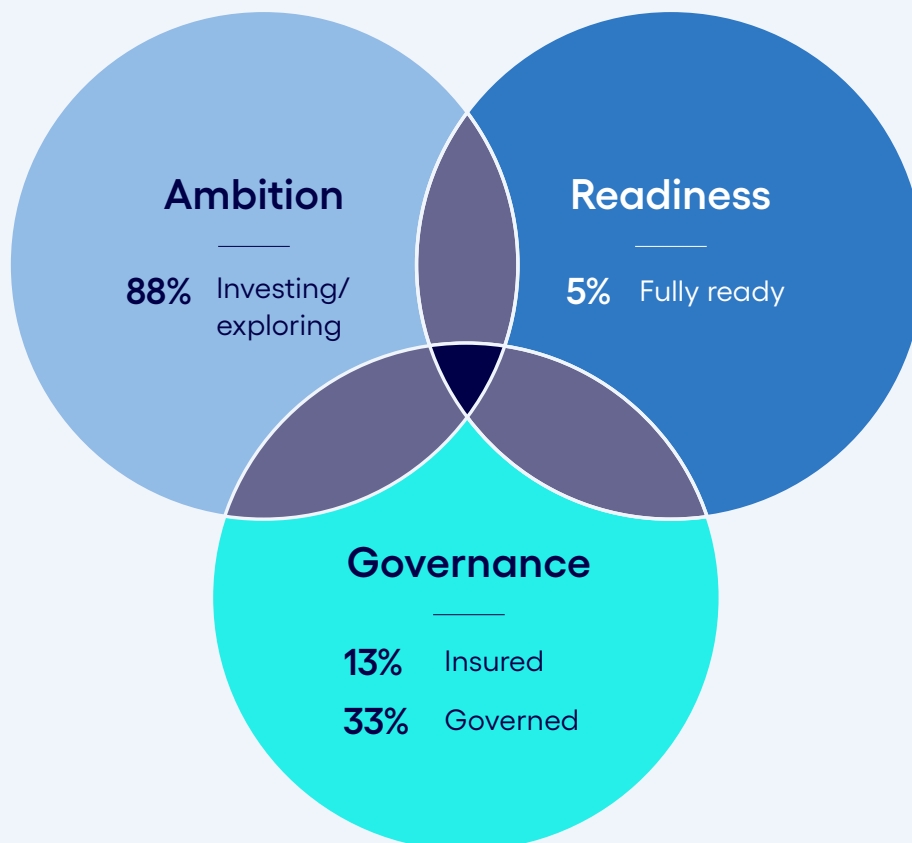 Ambition
88% Investing/
exploring
Readiness
5% Fully ready
Governance
13% Insured
33% Governed